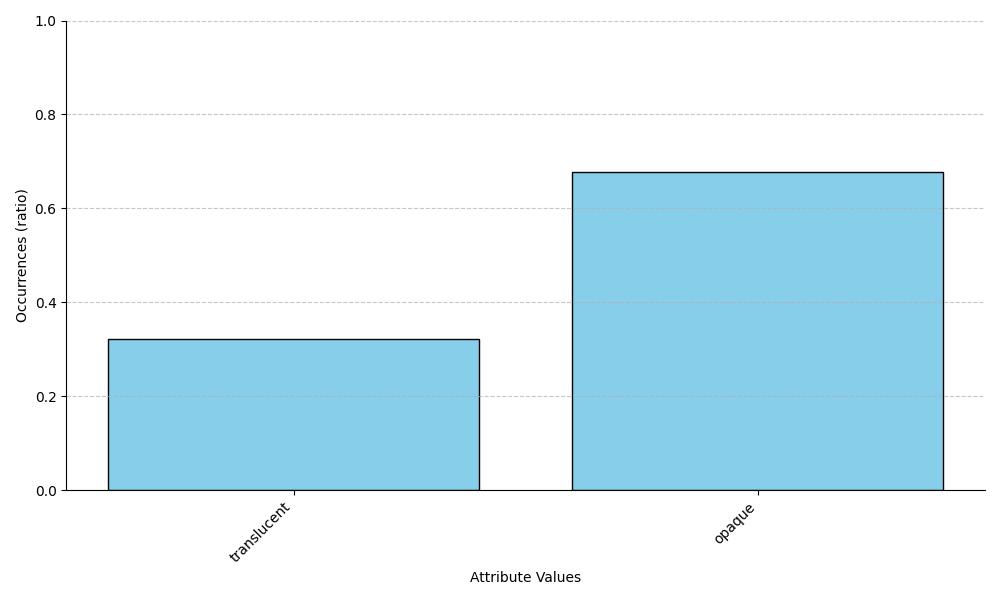 1.0
0.8
0.6
0.4
0.2
0.0
Occurrences (ratio)
translucent
opaque
Attribute Values